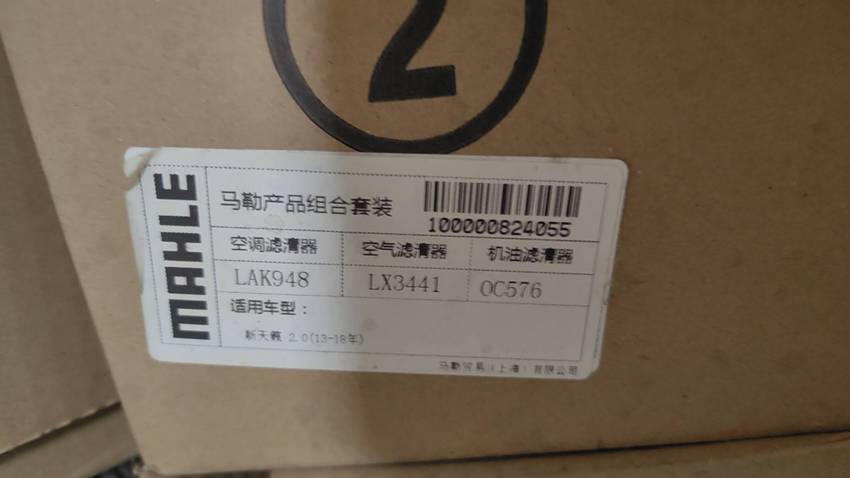 2
MAHLE
马勒产品组合套装
100000824055
空调滤清器 空气滤清器 机油滤清器
LAK948 LX3441 OC576
适用车型：
新天籁 2.0(13-18年)
马勒贸易（上海）有限公司